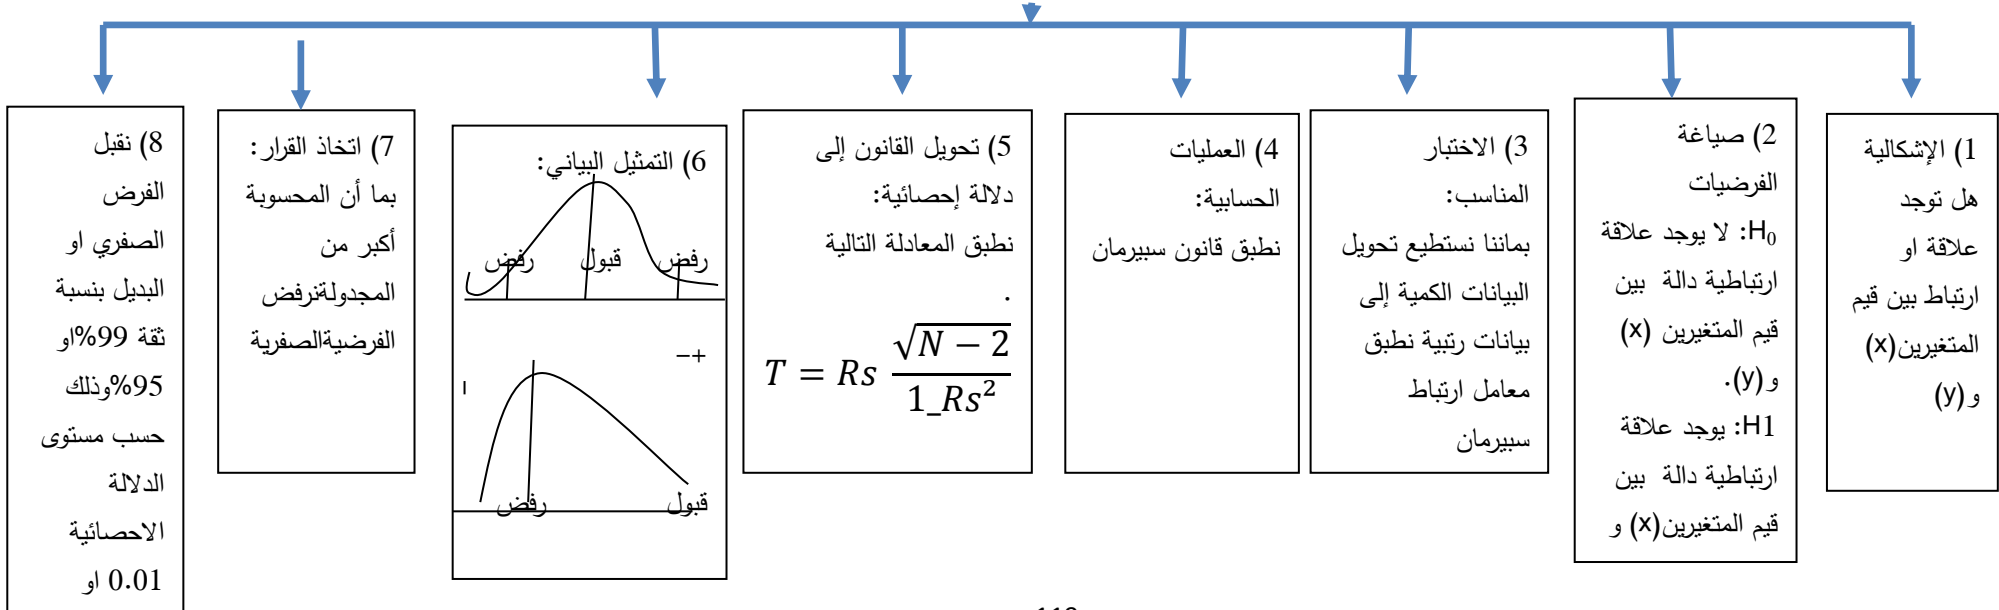 1) الإشكالية
هل توجد
علاقة او
ارتباط بين قيم
المتغيرين(x)
و(y)
2) صياغة
الفرضيات
H₀: لا يوجد علاقة
ارتباطية دالة بين
قيم المتغيرين (x)
و(y).
H1: يوجد علاقة
ارتباطية دالة بين
قيم المتغيرين(x) و
3) الاختبار
المناسب:
بماننا نستطيع تحويل
البيانات الكمية إلى
بيانات رتبية نطبق
معامل ارتباط
سبيرمان
4) العمليات
الحسابية:
نطبق قانون سبيرمان
5) تحويل القانون إلى
دلالة إحصائية:
نطبق المعادلة التالية
.
T = Rs √(N − 2) / (1_Rs²)
6) التمثيل البياني:
رفض قبول رفض
−+
ا
قبول رفض
7) اتخاذ القرار:
بما أن المحسوبة
أكبر من
المجدولةنرفض
الفرضيةالصفرية
8) نقبل
الفرض
الصفري او
البديل بنسبة
ثقة 99%او
95%وذلك
حسب مستوى
الدلالة
الاحصائية
0.01 او